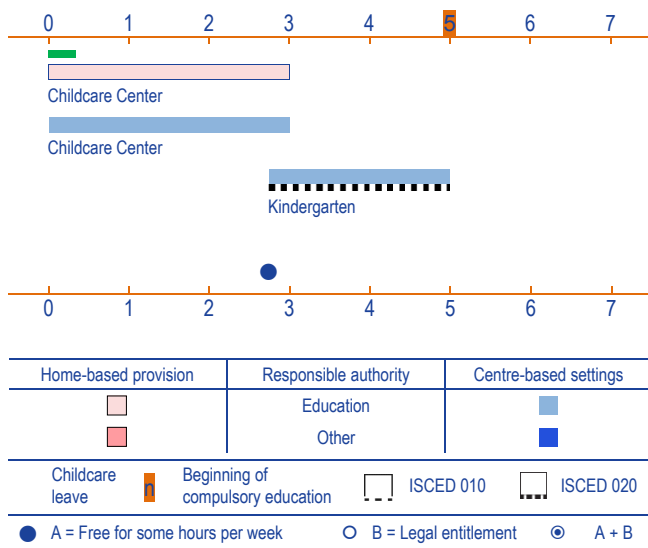 0 1 2 3 4 5 6 7
Childcare Center
Childcare Center
Kindergarten
0 1 2 3 4 5 6 7
Home-based provision Responsible authority Centre-based settings
Education
Other
Childcare leave
n
Beginning of compulsory education
ISCED 010
ISCED 020
A = Free for some hours per week B = Legal entitlement A + B